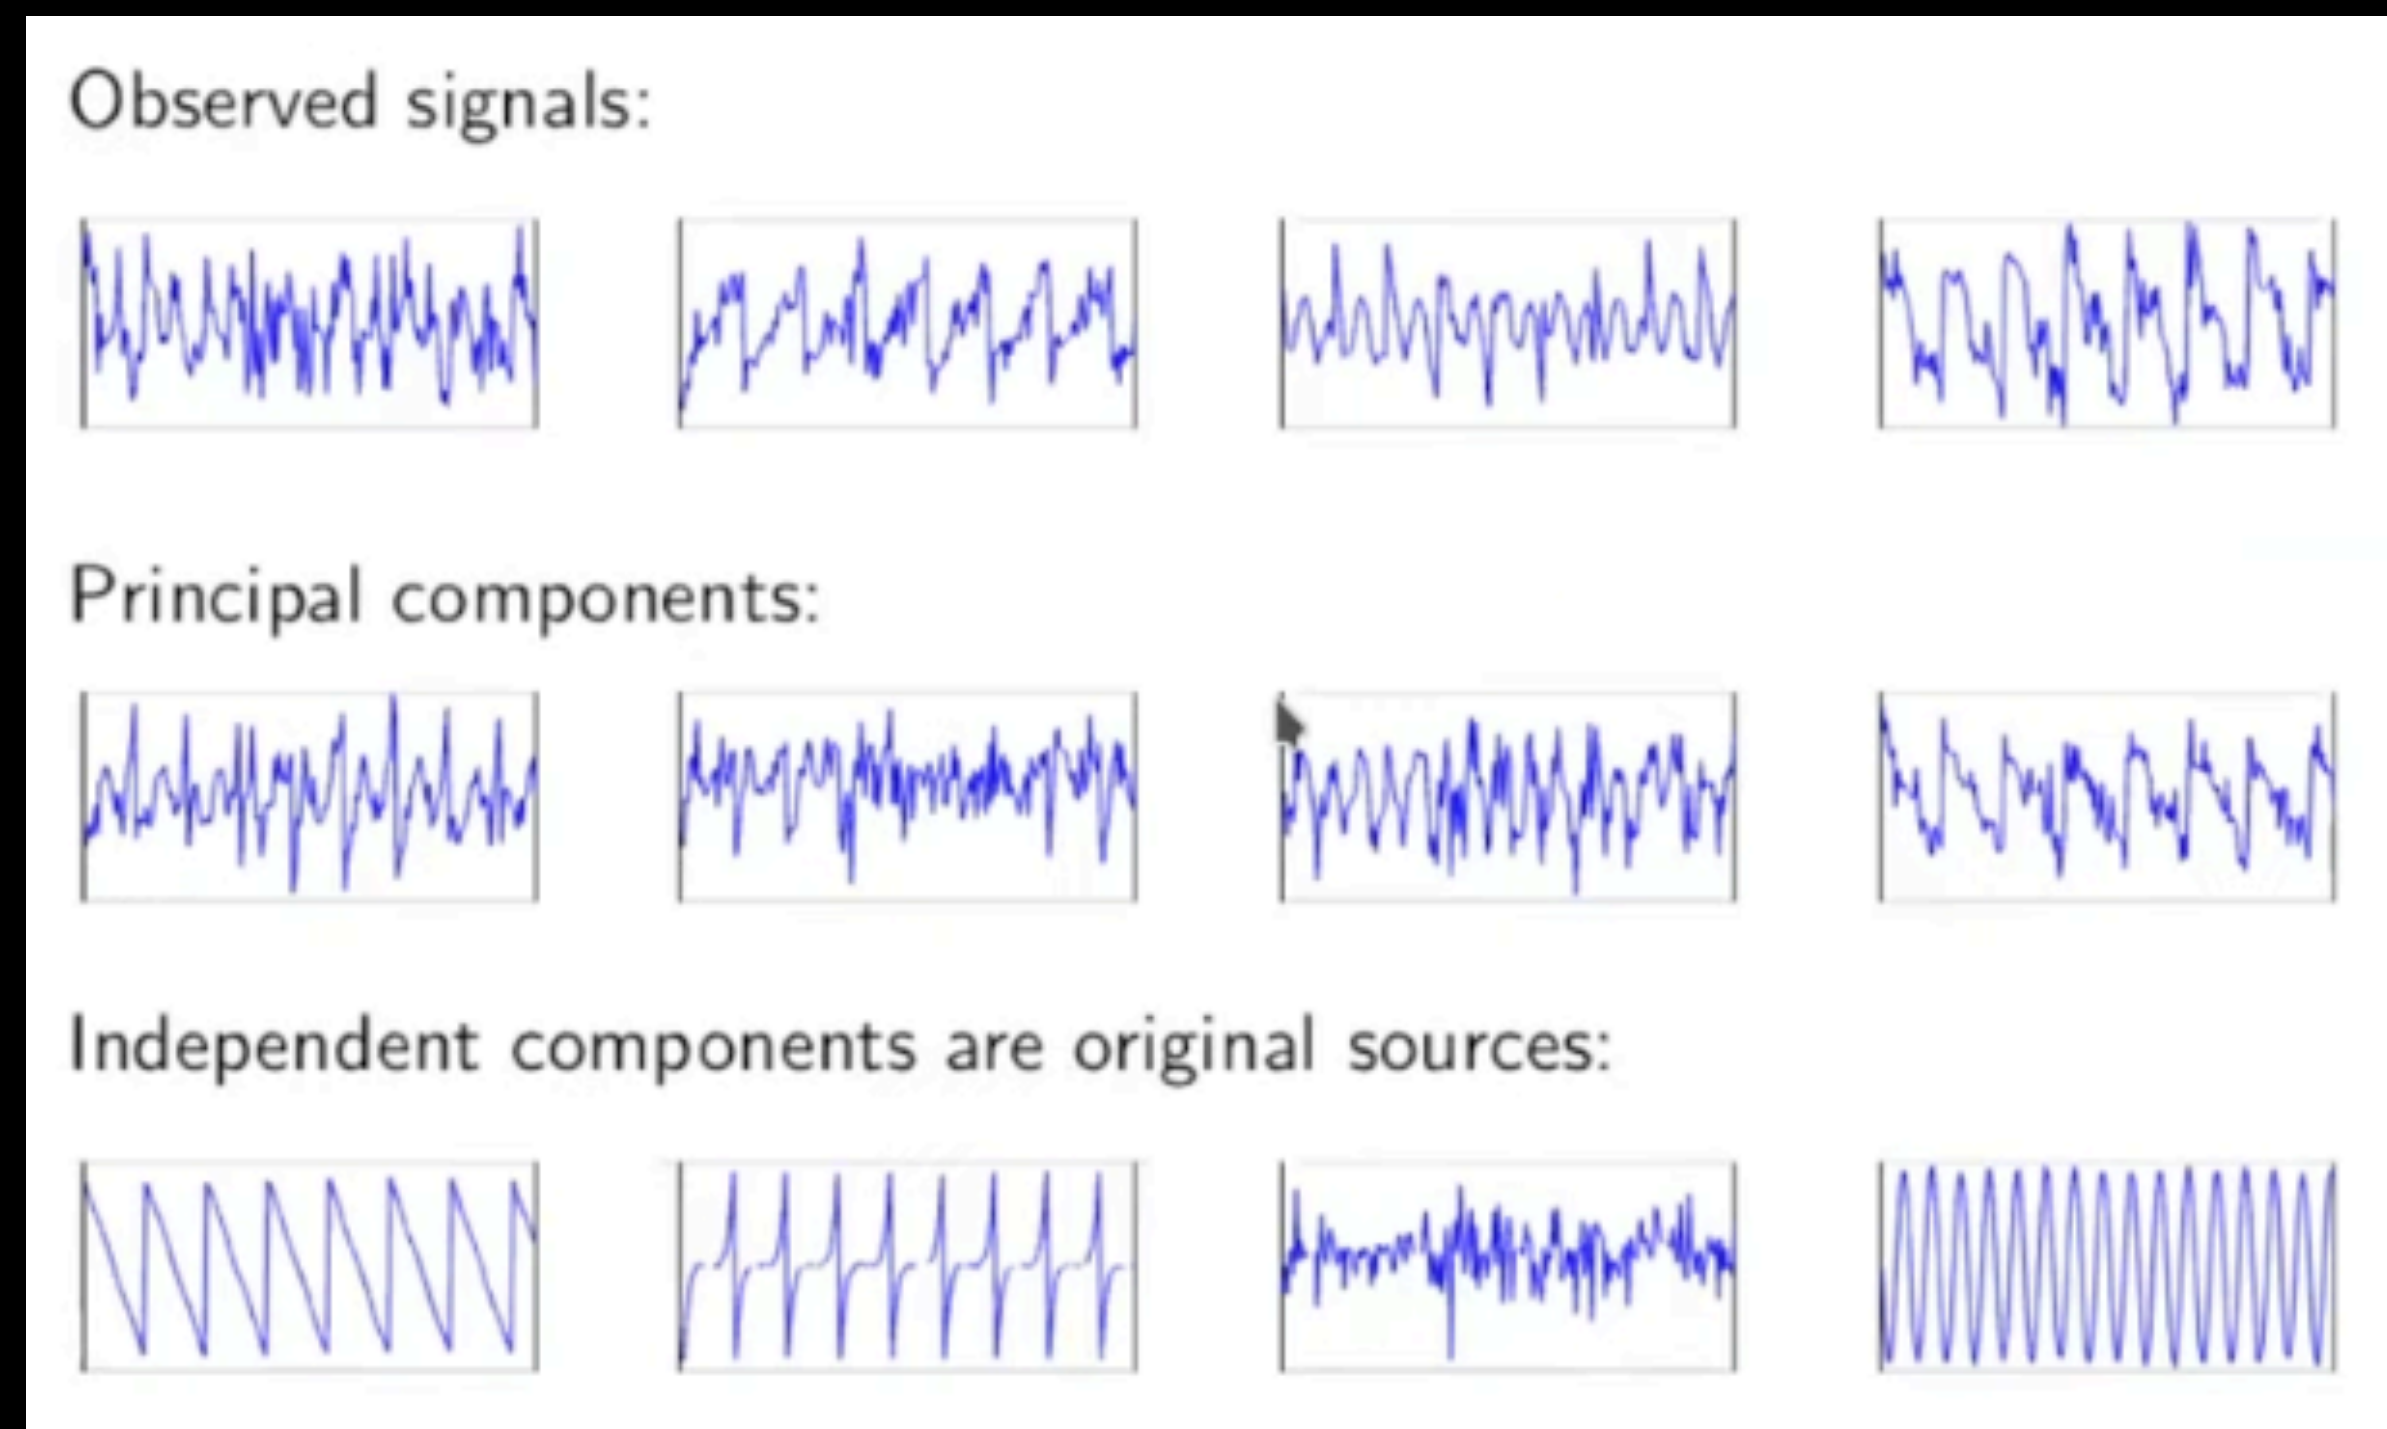 Observed signals:
Principal components:
Independent components are original sources: